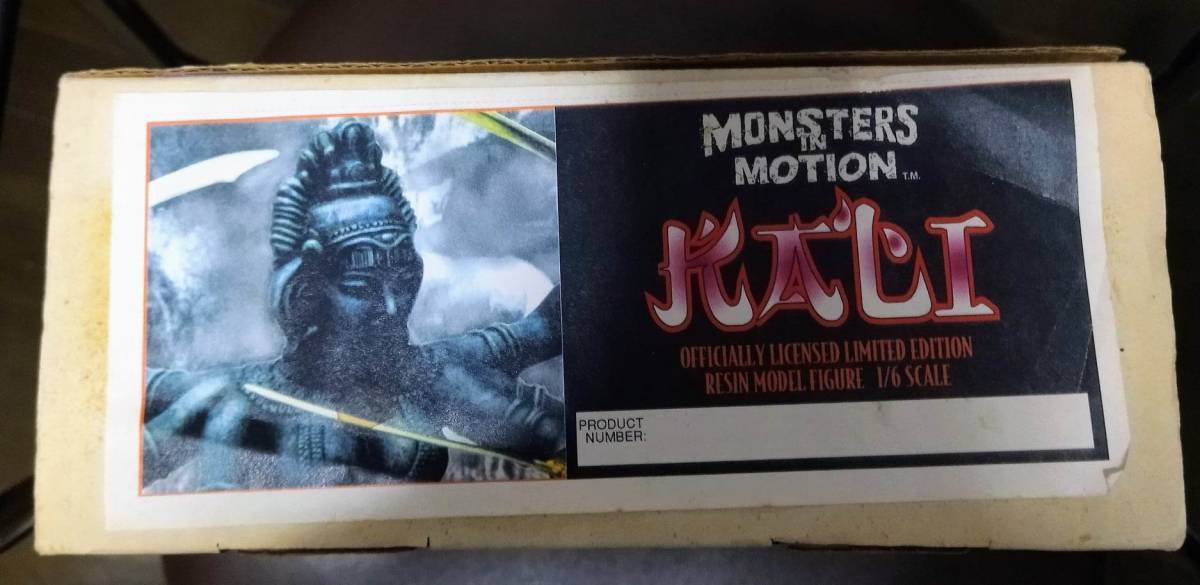 MONSTERS
IN
MOTION T.M.
KALI
OFFICIALLY LICENSED LIMITED EDITION
RESIN MODEL FIGURE 1/6 SCALE
PRODUCT
NUMBER: